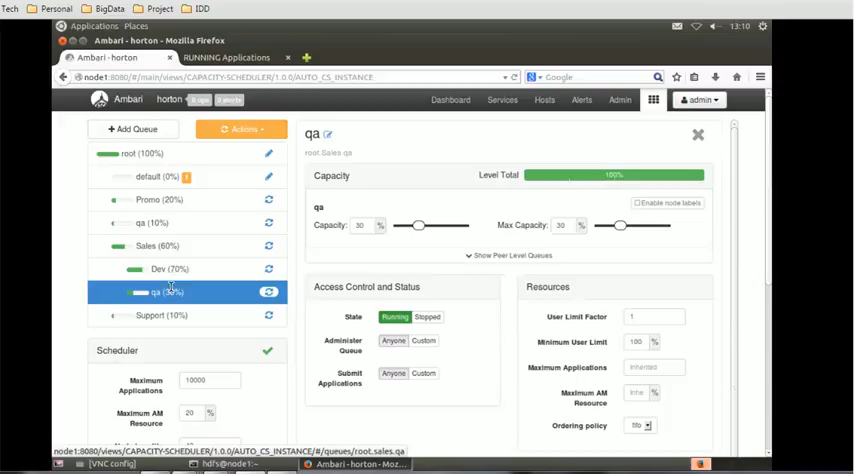 Tech Personal BigData Project IDD
Applications Places 13:10
Ambari - horton - Mozilla Firefox
Ambari - horton × RUNNING Applications ×
node1:8080/#/main/views/CAPACITY-SCHEDULER/1.0.0/AUTO_CS_INSTANCE Google
Ambari horton 0 ops 0 alerts Dashboard Services Hosts Alerts Admin admin
+ Add Queue Actions
root (100%)
default (0%)
Promo (20%)
qa (10%)
Sales (60%)
Dev (70%)
qa (30%)
Support (10%)
Scheduler
Maximum Applications 10000
Maximum AM Resource 20 %
qa
root.Sales.qa
Capacity Level Total 100%
qa Enable node labels
Capacity: 30 % Max Capacity: 30 %
Show Peer Level Queues
Access Control and Status
State Running Stopped
Administer Queue Anyone Custom
Submit Applications Anyone Custom
Resources
User Limit Factor 1
Minimum User Limit 100 %
Maximum Applications Inherited
Maximum AM Resource Inhe %
Ordering policy fifo
node1:8080/views/CAPACITY-SCHEDULER/1.0.0/AUTO_CS_INSTANCE/#/queues/root.sales.qa
[VNC config] hdfs@node1:~ Ambari - horton - Moz...